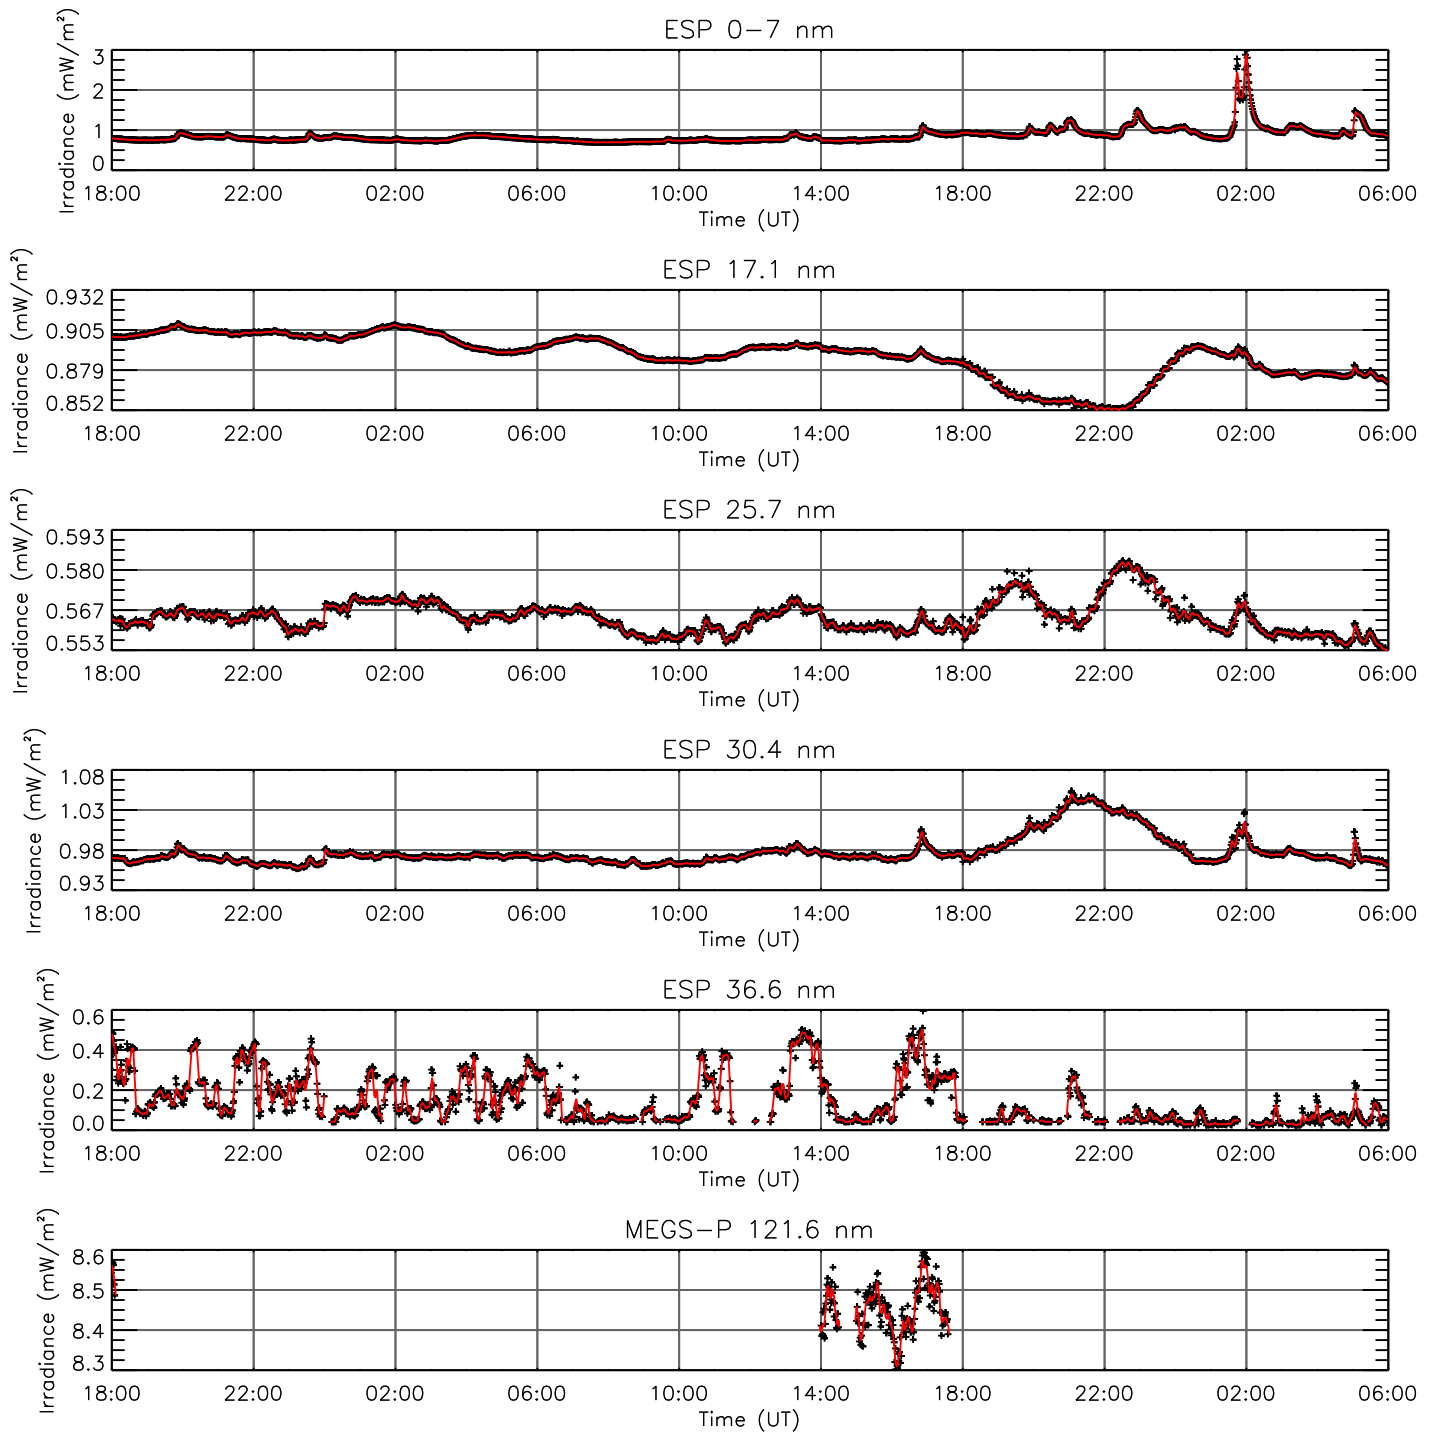 ESP 0-7 nm
Irradiance (mW/m²)
3
2
1
0
18:00 22:00 02:00 06:00 10:00 14:00 18:00 22:00 02:00 06:00
Time (UT)
ESP 17.1 nm
Irradiance (mW/m²)
0.932
0.905
0.879
0.852
18:00 22:00 02:00 06:00 10:00 14:00 18:00 22:00 02:00 06:00
Time (UT)
ESP 25.7 nm
Irradiance (mW/m²)
0.593
0.580
0.567
0.553
18:00 22:00 02:00 06:00 10:00 14:00 18:00 22:00 02:00 06:00
Time (UT)
ESP 30.4 nm
Irradiance (mW/m²)
1.08
1.03
0.98
0.93
18:00 22:00 02:00 06:00 10:00 14:00 18:00 22:00 02:00 06:00
Time (UT)
ESP 36.6 nm
Irradiance (mW/m²)
0.6
0.4
0.2
0.0
18:00 22:00 02:00 06:00 10:00 14:00 18:00 22:00 02:00 06:00
Time (UT)
MEGS-P 121.6 nm
Irradiance (mW/m²)
8.6
8.5
8.4
8.3
18:00 22:00 02:00 06:00 10:00 14:00 18:00 22:00 02:00 06:00
Time (UT)